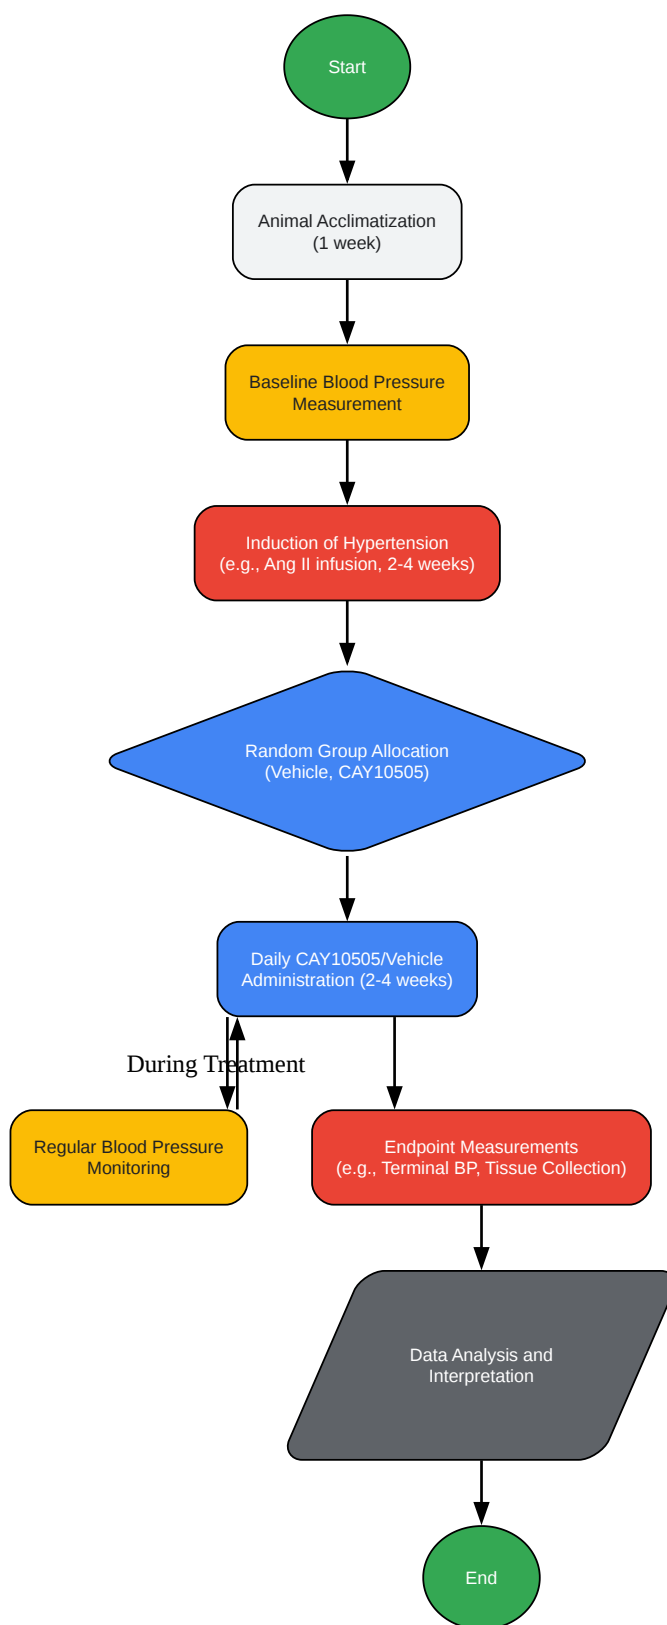 Start
Animal Acclimatization
(1 week)
Baseline Blood Pressure
Measurement
Induction of Hypertension
(e.g., Ang II infusion, 2-4 weeks)
Random Group Allocation
(Vehicle, CAY10505)
Daily CAY10505/Vehicle
Administration (2-4 weeks)
During Treatment
Regular Blood Pressure
Monitoring
Endpoint Measurements
(e.g., Terminal BP, Tissue Collection)
Data Analysis and
Interpretation
End